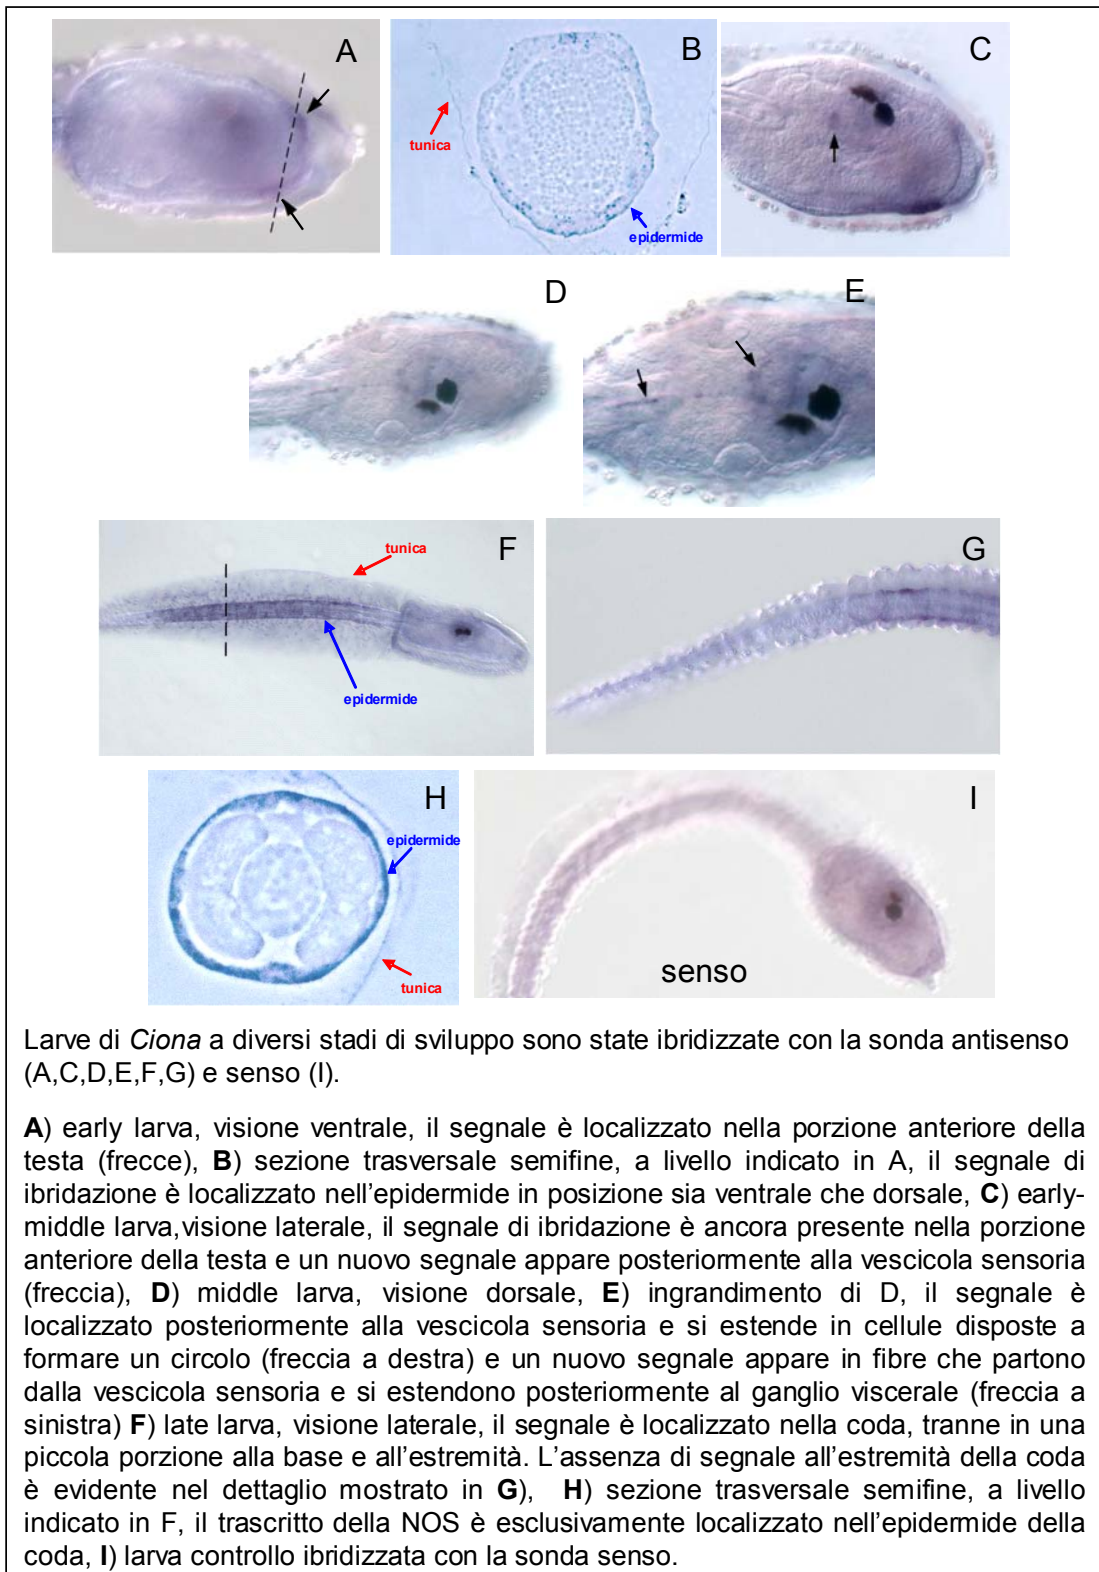 A
B
C
tunica
epidermide
D
E
F
G
tunica
epidermide
H
I
epidermide
tunica
senso
Larve di Ciona a diversi stadi di sviluppo sono state ibridizzate con la sonda antisenso
(A,C,D,E,F,G) e senso (I).
A) early larva, visione ventrale, il segnale è localizzato nella porzione anteriore della
testa (frecce), B) sezione trasversale semifine, a livello indicato in A, il segnale di
ibridazione è localizzato nell'epidermide in posizione sia ventrale che dorsale, C) early-
middle larva,visione laterale, il segnale di ibridazione è ancora presente nella porzione
anteriore della testa e un nuovo segnale appare posteriormente alla vescicola sensoria
(freccia), D) middle larva, visione dorsale, E) ingrandimento di D, il segnale è
localizzato posteriormente alla vescicola sensoria e si estende in cellule disposte a
formare un circolo (freccia a destra) e un nuovo segnale appare in fibre che partono
dalla vescicola sensoria e si estendono posteriormente al ganglio viscerale (freccia a
sinistra) F) late larva, visione laterale, il segnale è localizzato nella coda, tranne in una
piccola porzione alla base e all'estremità. L'assenza di segnale all'estremità della coda
è evidente nel dettaglio mostrato in G), H) sezione trasversale semifine, a livello
indicato in F, il trascritto della NOS è esclusivamente localizzato nell'epidermide della
coda, I) larva controllo ibridizzata con la sonda senso.